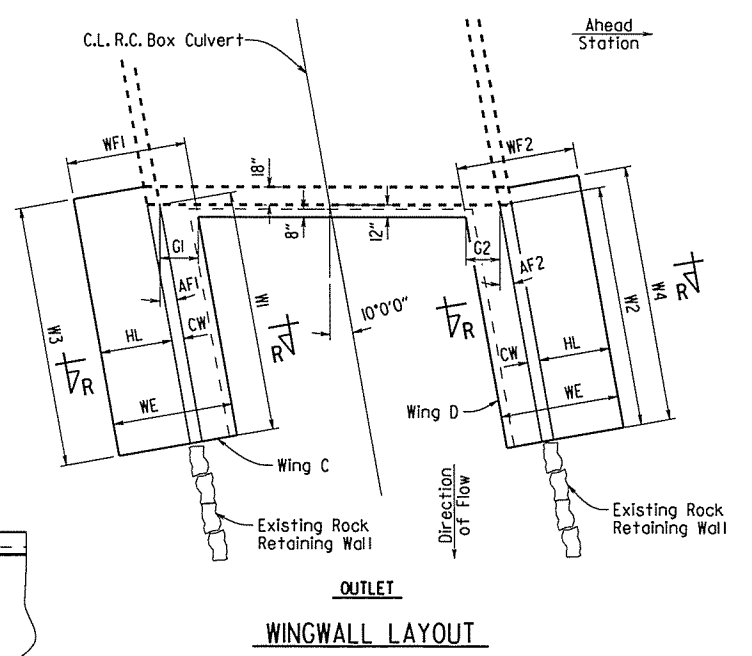 C.L. R.C. Box Culvert
Ahead
Station
WF1
WF2
18"
8"
12"
G1
G2
AF1
AF2
W1
W2
W3
W4
10°0'0"
CW
CW
HL
HL
R
R
R
R
WE
WE
Wing D
Wing C
Direction
of Flow
Existing Rock
Retaining Wall
Existing Rock
Retaining Wall
OUTLET
WINGWALL LAYOUT